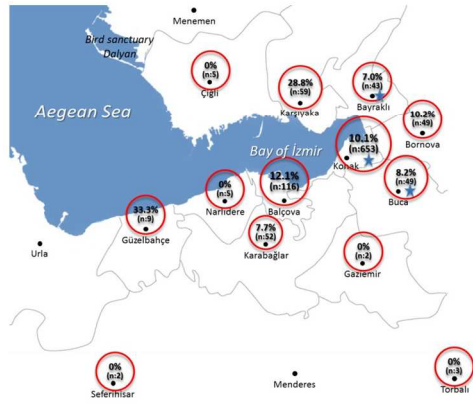 Menemen
Bird sanctuary
Dalyan
0%
(n:5)
Çiğli
28.8%
(n:59)
Karşıyaka
7.0%
(n:43)
Bayraklı
10.2%
(n:49)
Bornova
Aegean Sea
Bay of İzmir
10.1%
(n:653)
Konak
8.2%
(n:49)
Buca
12.1%
(n:116)
Balçova
0%
(n:5)
Narlıdere
33.3%
(n:9)
Güzelbahçe
7.7%
(n:52)
Karabağlar
Urla
0%
(n:2)
Gaziemir
0%
(n:2)
Seferihisar
Menderes
0%
(n:3)
Torbalı